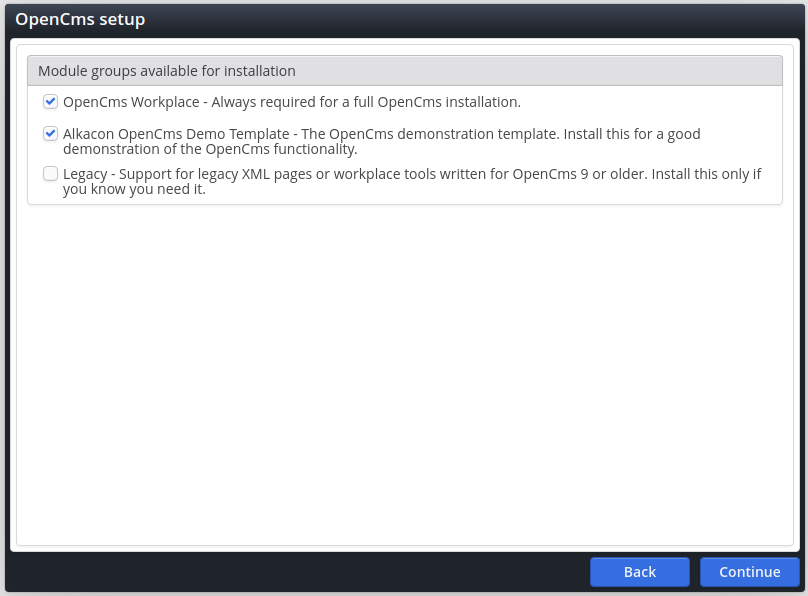 OpenCms setup
Module groups available for installation
OpenCms Workplace - Always required for a full OpenCms installation.
Alkacon OpenCms Demo Template - The OpenCms demonstration template. Install this for a good
demonstration of the OpenCms functionality.
Legacy - Support for legacy XML pages or workplace tools written for OpenCms 9 or older. Install this only if
you know you need it.
Back
Continue